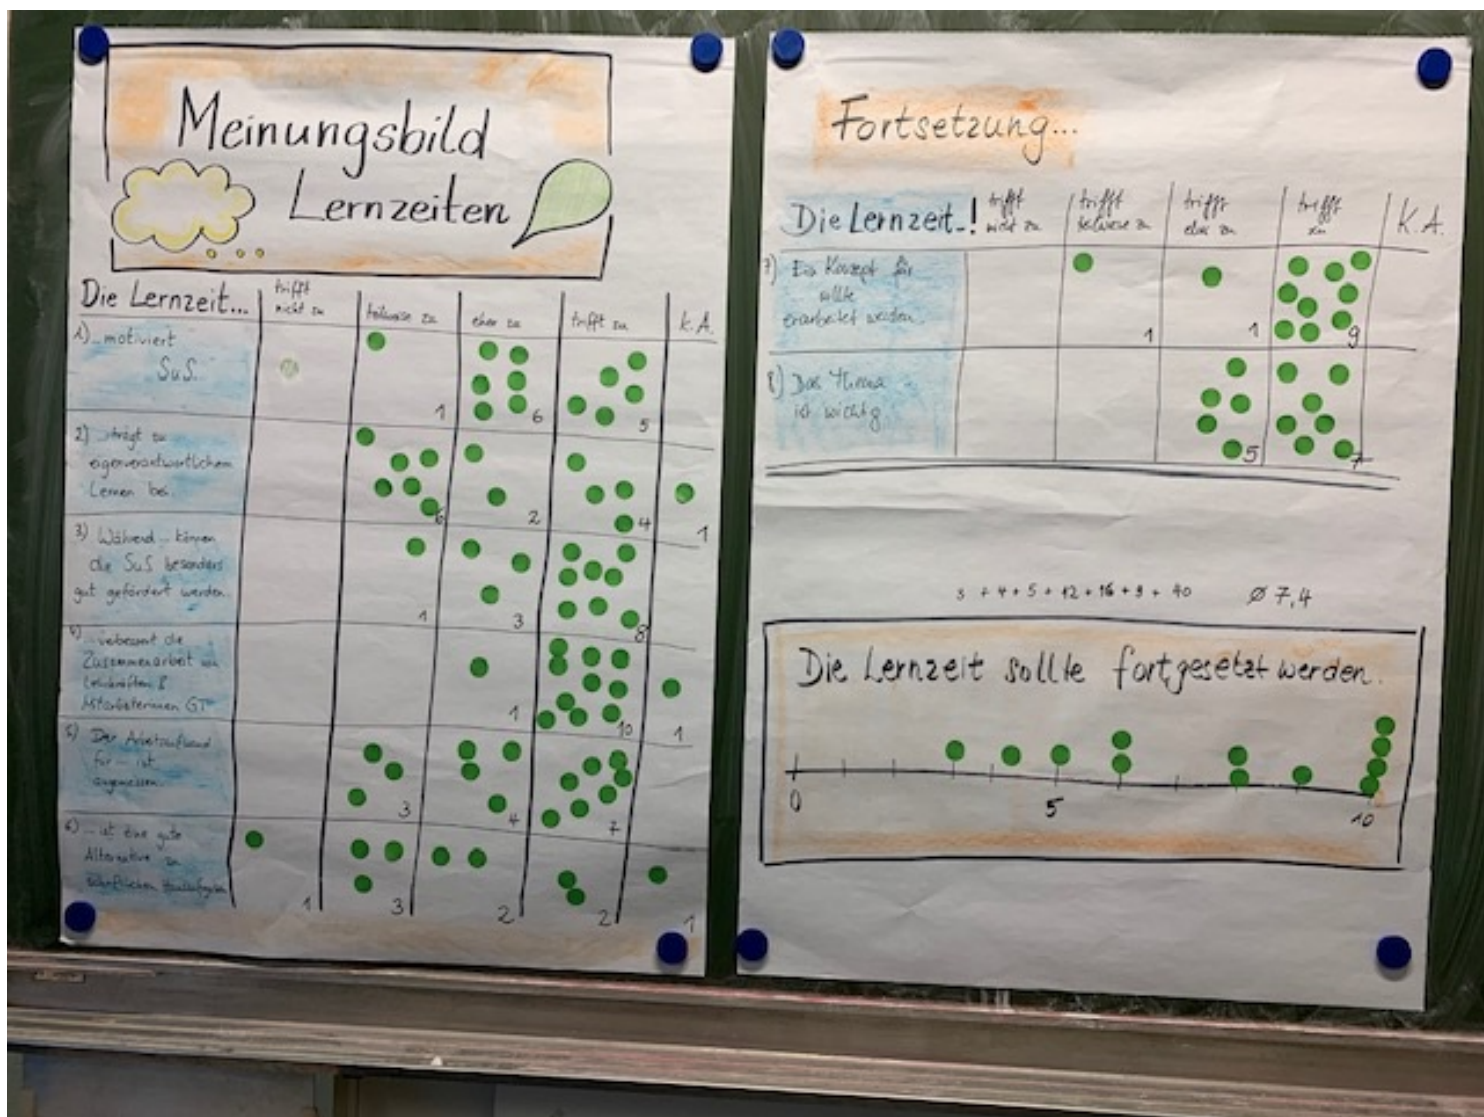 Meinungsbild
Lernzeiten
Die Lernzeit...
trifft
nicht zu
teilweise zu
eher zu
trifft zu
K.A.
1) ...motiviert
SuS.
1
6
5
2) ...trägt zu
eigenverantwortlichem
Lernen bei.
6
2
4
1
3) Während ... können
die SuS besonders
gut gefördert werden.
1
3
8
4) ...verbessert die
Zusammenarbeit von
Lehrkräften &
Mitarbeiterinnen GT
1
10
1
5) Der Arbeitsaufwand
für ... ist
angemessen.
3
4
7
6) ...ist eine gute
Alternative zu
schriftlichen Hausaufgaben
1
3
2
2
1
Fortsetzung...
Die Lernzeit...!
trifft
nicht zu
trifft
teilweise zu
trifft
eher zu
trifft
zu
K.A.
7) Ein Konzept für
sollte
erarbeitet werden.
1
1
9
8) Das Thema
ist wichtig.
5
7
3 + 4 + 5 + 12 + 16 + 9 + 40
Ø 7,4
Die Lernzeit sollte fortgesetzt werden.
0
5
10